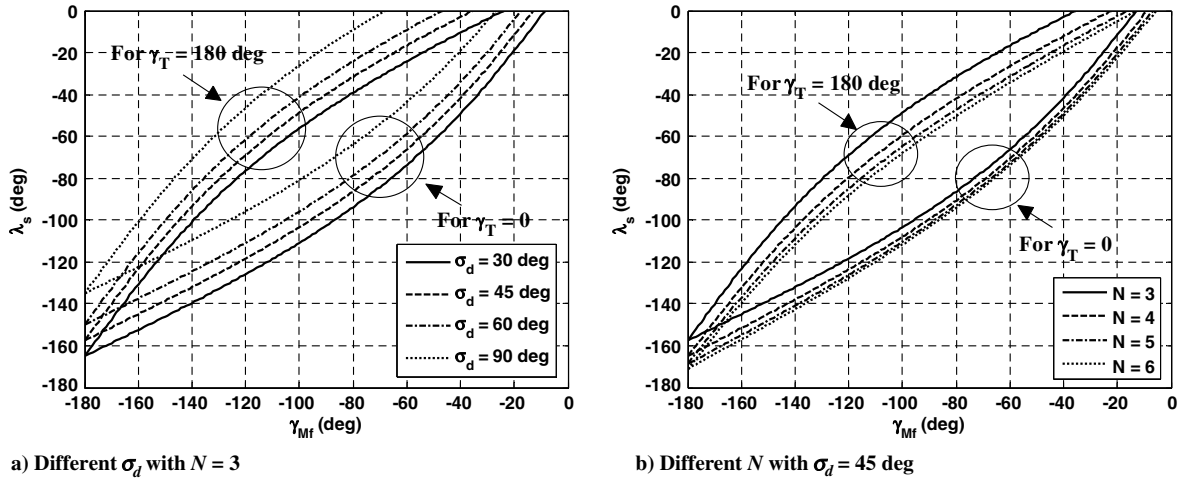 0
-20
-40
-60
-80
-100
-120
-140
-160
-180
λs (deg)
For γT = 180 deg
For γT = 0
σd = 30 deg
σd = 45 deg
σd = 60 deg
σd = 90 deg
-180 -160 -140 -120 -100 -80 -60 -40 -20 0
γMf (deg)
a) Different σd with N = 3
0
-20
-40
-60
-80
-100
-120
-140
-160
-180
λs (deg)
For γT = 180 deg
For γT = 0
N = 3
N = 4
N = 5
N = 6
-180 -160 -140 -120 -100 -80 -60 -40 -20 0
γMf (deg)
b) Different N with σd = 45 deg